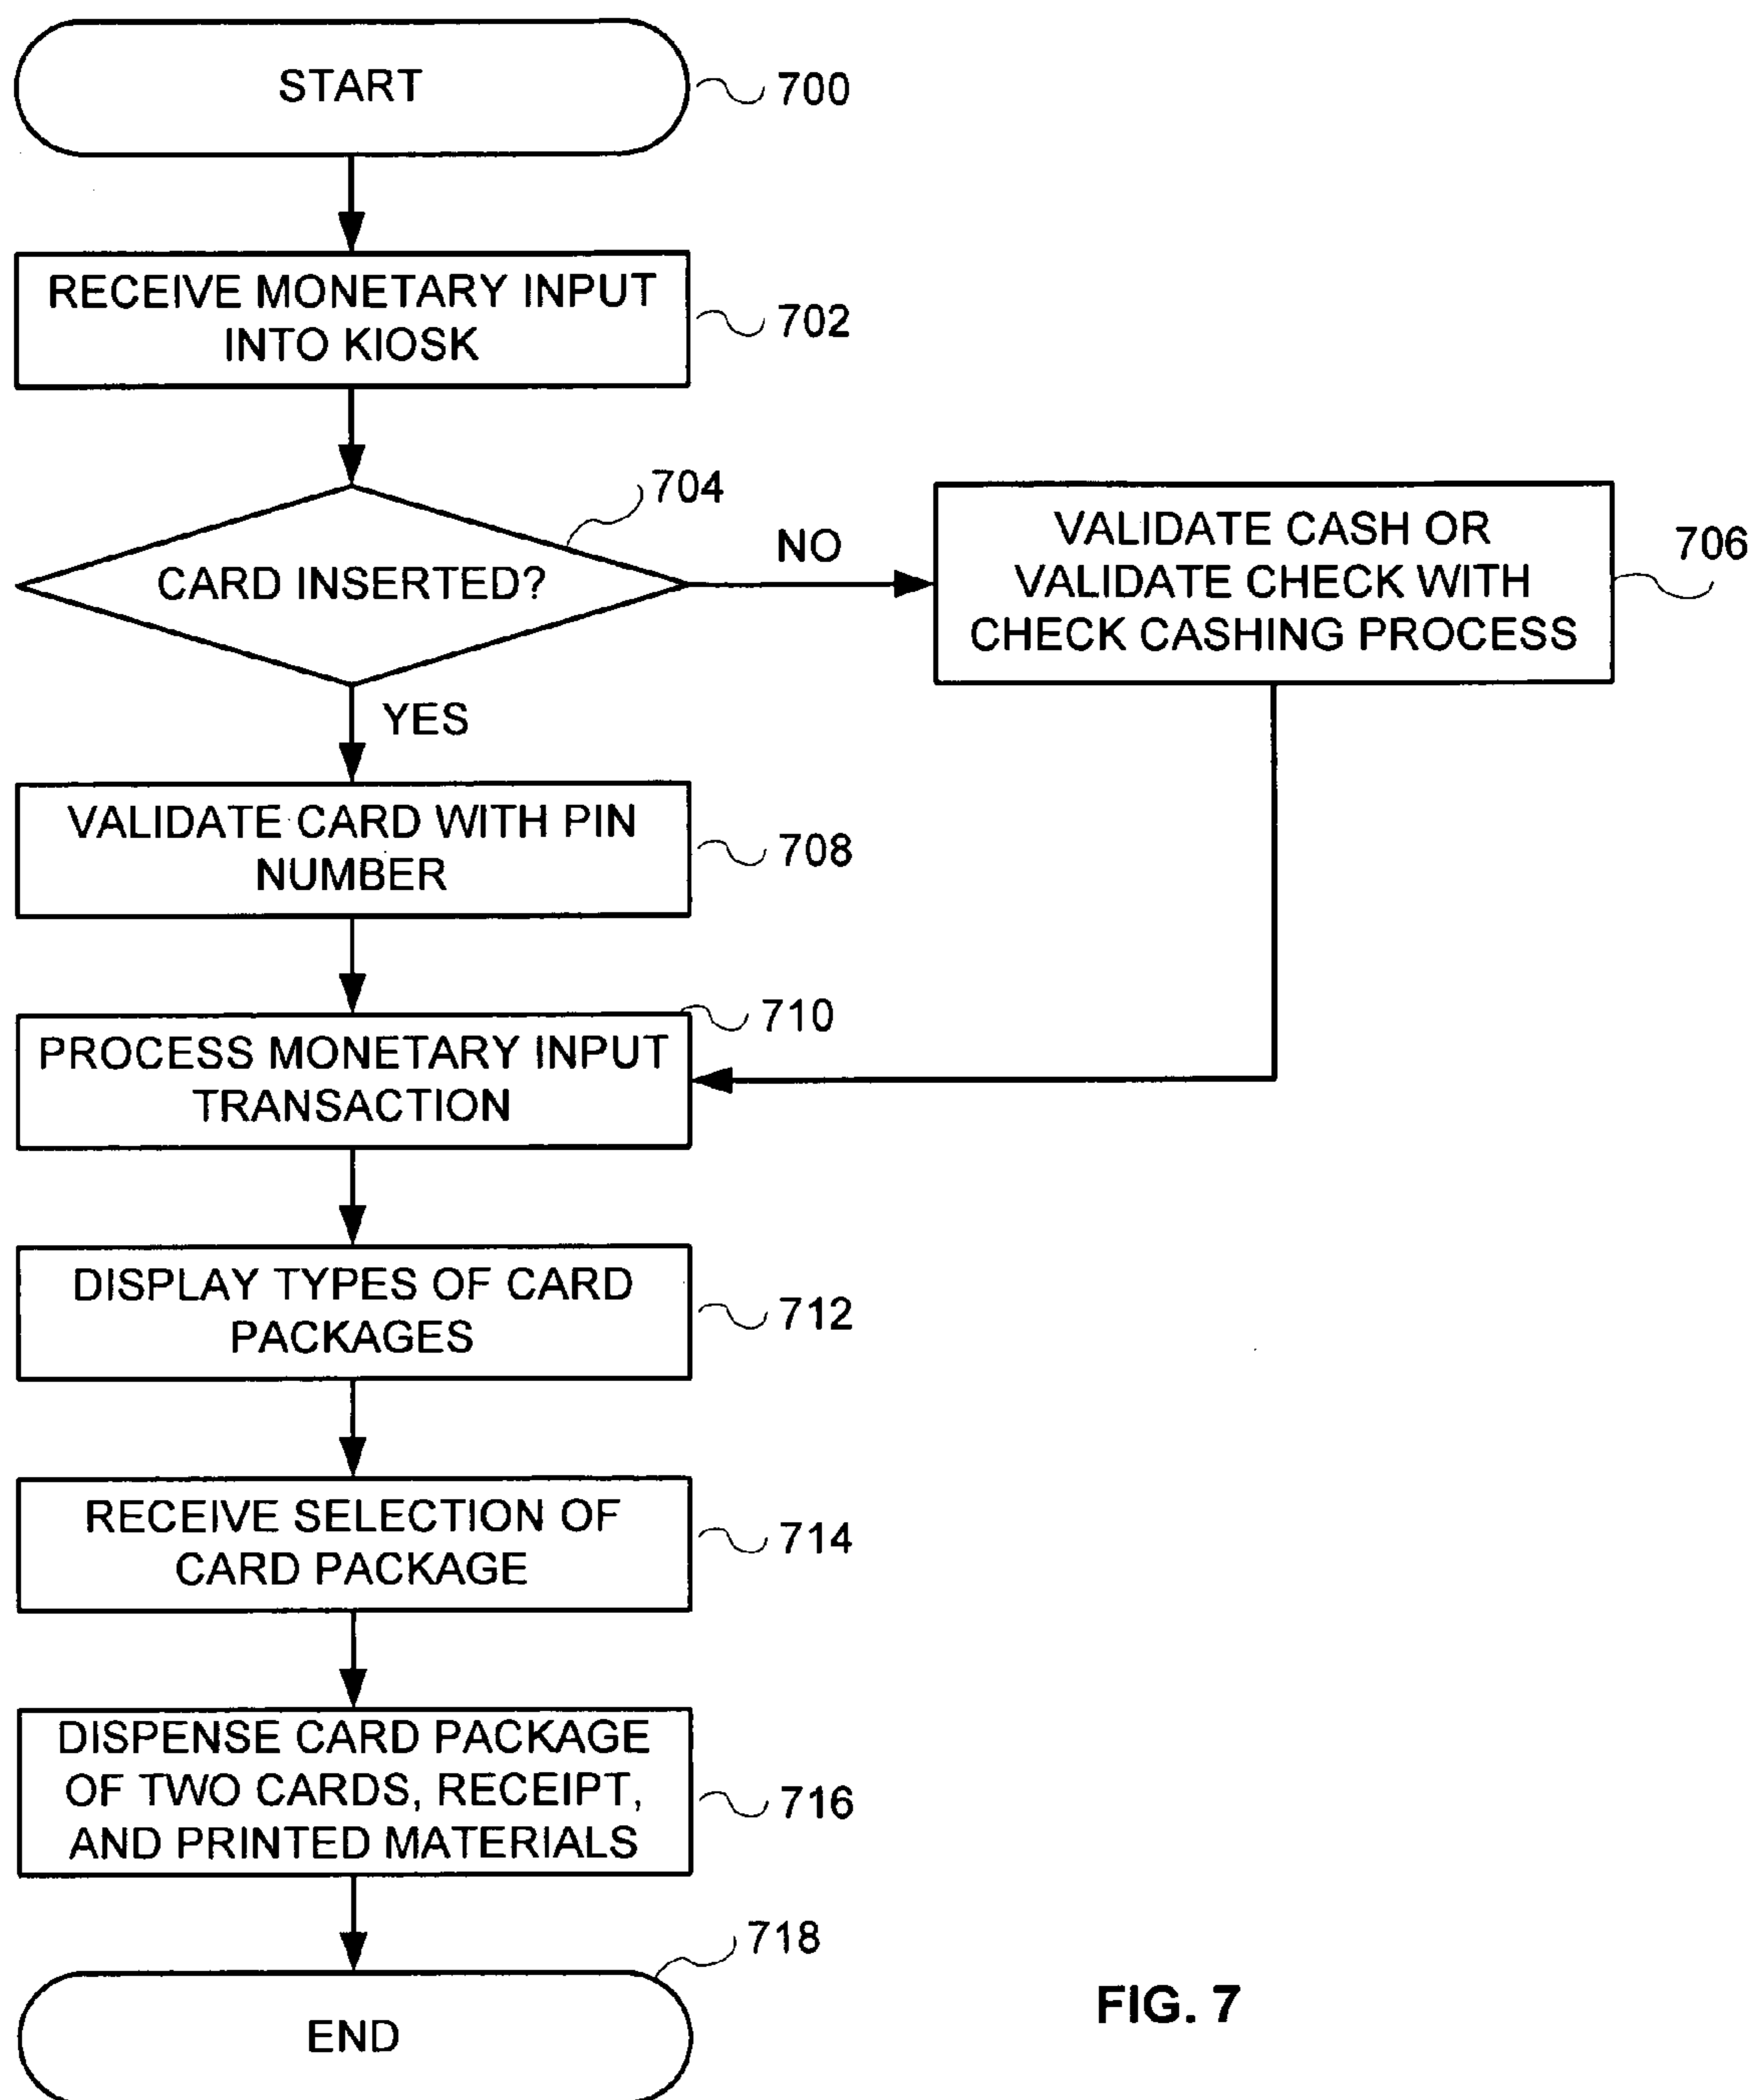 START
700
RECEIVE MONETARY INPUT
INTO KIOSK
702
704
CARD INSERTED?
NO
VALIDATE CASH OR
VALIDATE CHECK WITH
CHECK CASHING PROCESS
706
YES
VALIDATE CARD WITH PIN
NUMBER
708
710
PROCESS MONETARY INPUT
TRANSACTION
DISPLAY TYPES OF CARD
PACKAGES
712
RECEIVE SELECTION OF
CARD PACKAGE
714
DISPENSE CARD PACKAGE
OF TWO CARDS, RECEIPT,
AND PRINTED MATERIALS
716
718
END
FIG. 7